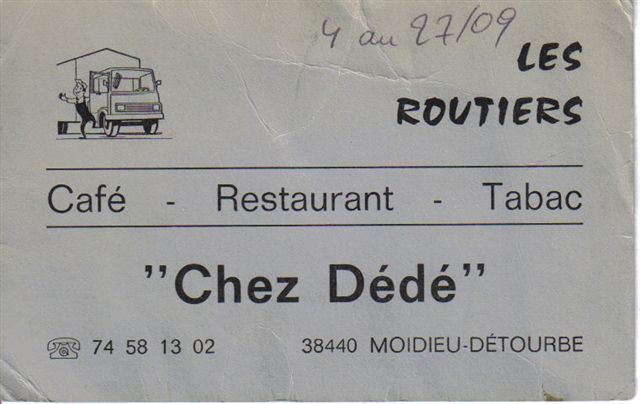 4 au 27/09
LES
ROUTIERS
Café - Restaurant - Tabac
"Chez Dédé"
74 58 13 02 38440 MOIDIEU-DÉTOURBE